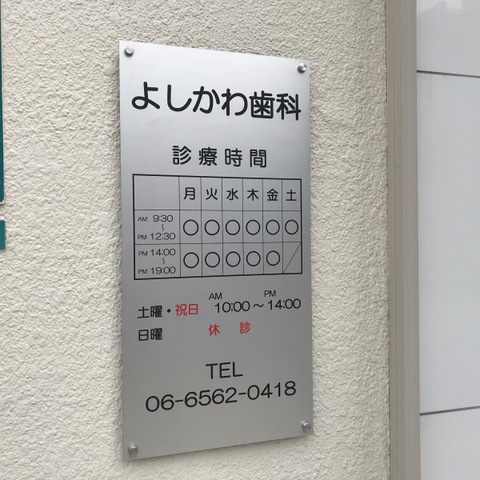 よしかわ歯科
診療時間
月 火 水 木 金 土
AM 9:30 〜 PM 12:30 ○ ○ ○ ○ ○ ○
PM 14:00 〜 PM 19:00 ○ ○ ○ ○ ○ ／
土曜・祝日 AM 10:00〜PM 14:00
日曜 休診
TEL
06-6562-0418